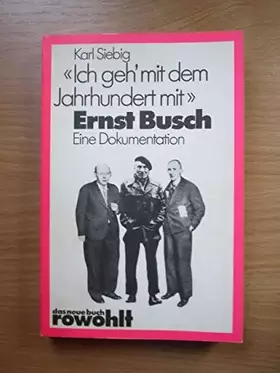 Karl Siebig
«Ich geh' mit dem
Jahrhundert mit»
Ernst Busch
Eine Dokumentation
das neue buch
rowohlt